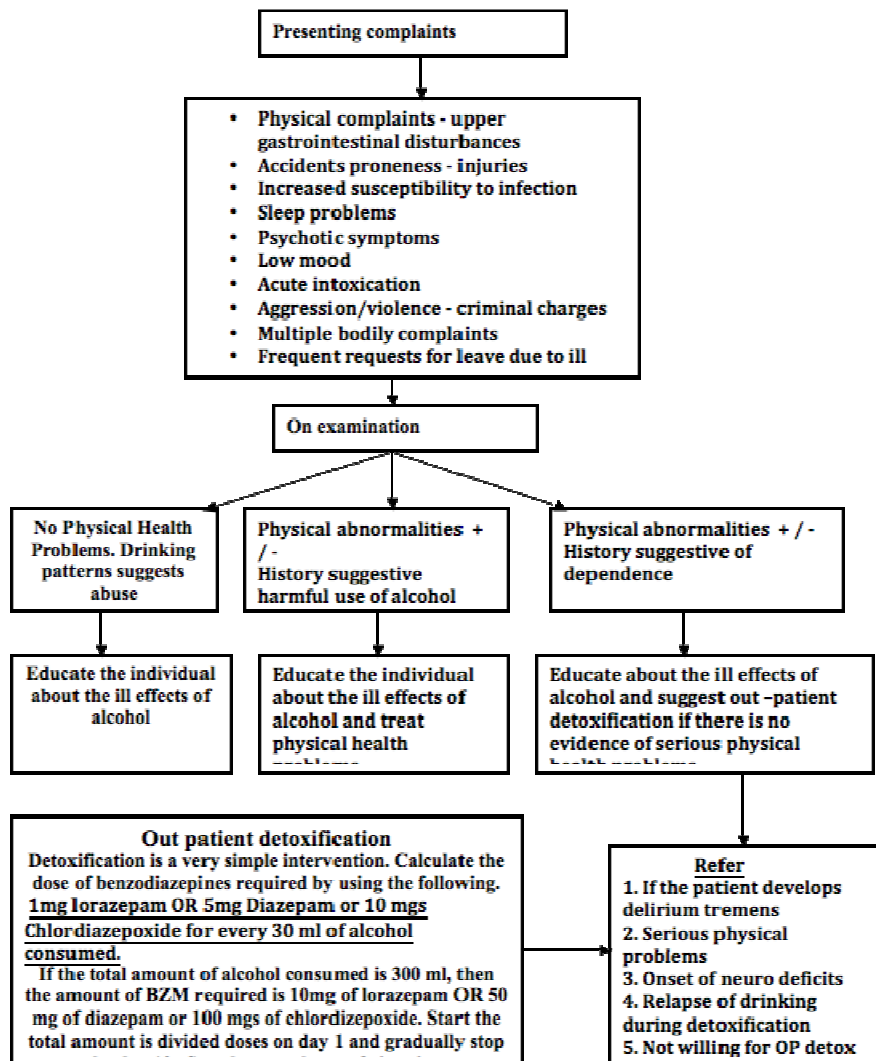 Presenting complaints
• Physical complaints - upper
gastrointestinal disturbances
• Accidents proneness - injuries
• Increased susceptibility to infection
• Sleep problems
• Psychotic symptoms
• Low mood
• Acute intoxication
• Aggression/violence - criminal charges
• Multiple bodily complaints
• Frequent requests for leave due to ill
On examination
No Physical Health
Problems. Drinking
patterns suggests
abuse
Physical abnormalities +
/ -
History suggestive
harmful use of alcohol
Physical abnormalities + / -
History suggestive of
dependence
Educate the individual
about the ill effects of
alcohol
Educate the individual
about the ill effects of
alcohol and treat
physical health
Educate about the ill effects of
alcohol and suggest out –patient
detoxification if there is no
evidence of serious physical
health problems
Out patient detoxification
Detoxification is a very simple intervention. Calculate the
dose of benzodiazepines required by using the following.
1mg lorazepam OR 5mg Diazepam or 10 mgs
Chlordiazepoxide for every 30 ml of alcohol
consumed.
If the total amount of alcohol consumed is 300 ml, then
the amount of BZM required is 10mg of lorazepam OR 50
mg of diazepam or 100 mgs of chlordizepoxide. Start the
total amount is divided doses on day 1 and gradually stop
Refer
1. If the patient develops
delirium tremens
2. Serious physical
problems
3. Onset of neuro deficits
4. Relapse of drinking
during detoxification
5. Not willing for OP detox